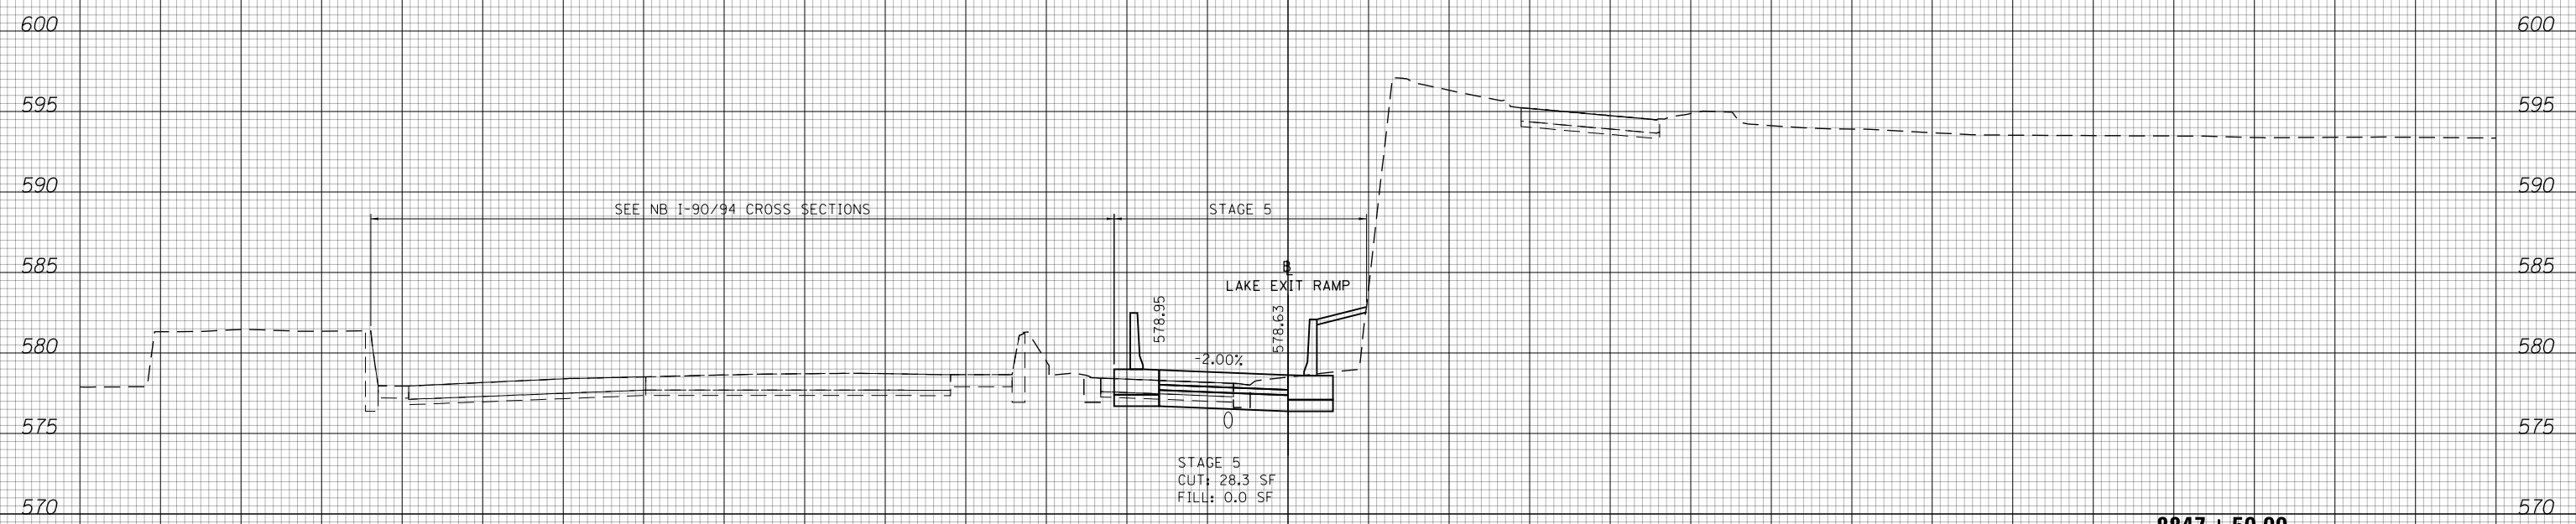 600 600
595 595
590 590
SEE NB I-90/94 CROSS SECTIONS STAGE 5
585 585
LAKE EXIT RAMP
578.95 578.63
580 580
-2.00%
575 575
0
STAGE 5
CUT: 28.3 SF
FILL: 0.0 SF
570 570